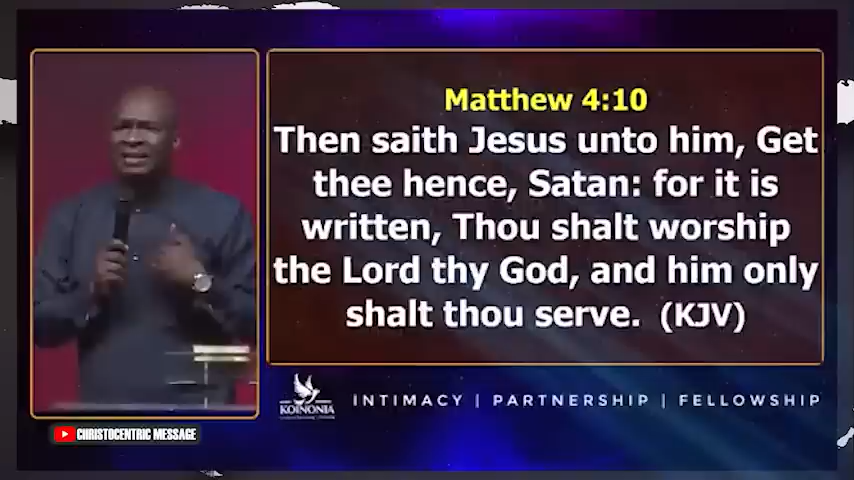 Matthew 4:10
Then saith Jesus unto him, Get
thee hence, Satan: for it is
written, Thou shalt worship
the Lord thy God, and him only
shalt thou serve. (KJV)
KOINONIA
INTIMACY | PARTNERSHIP | FELLOWSHIP
CHRISTOCENTRIC MESSAGE